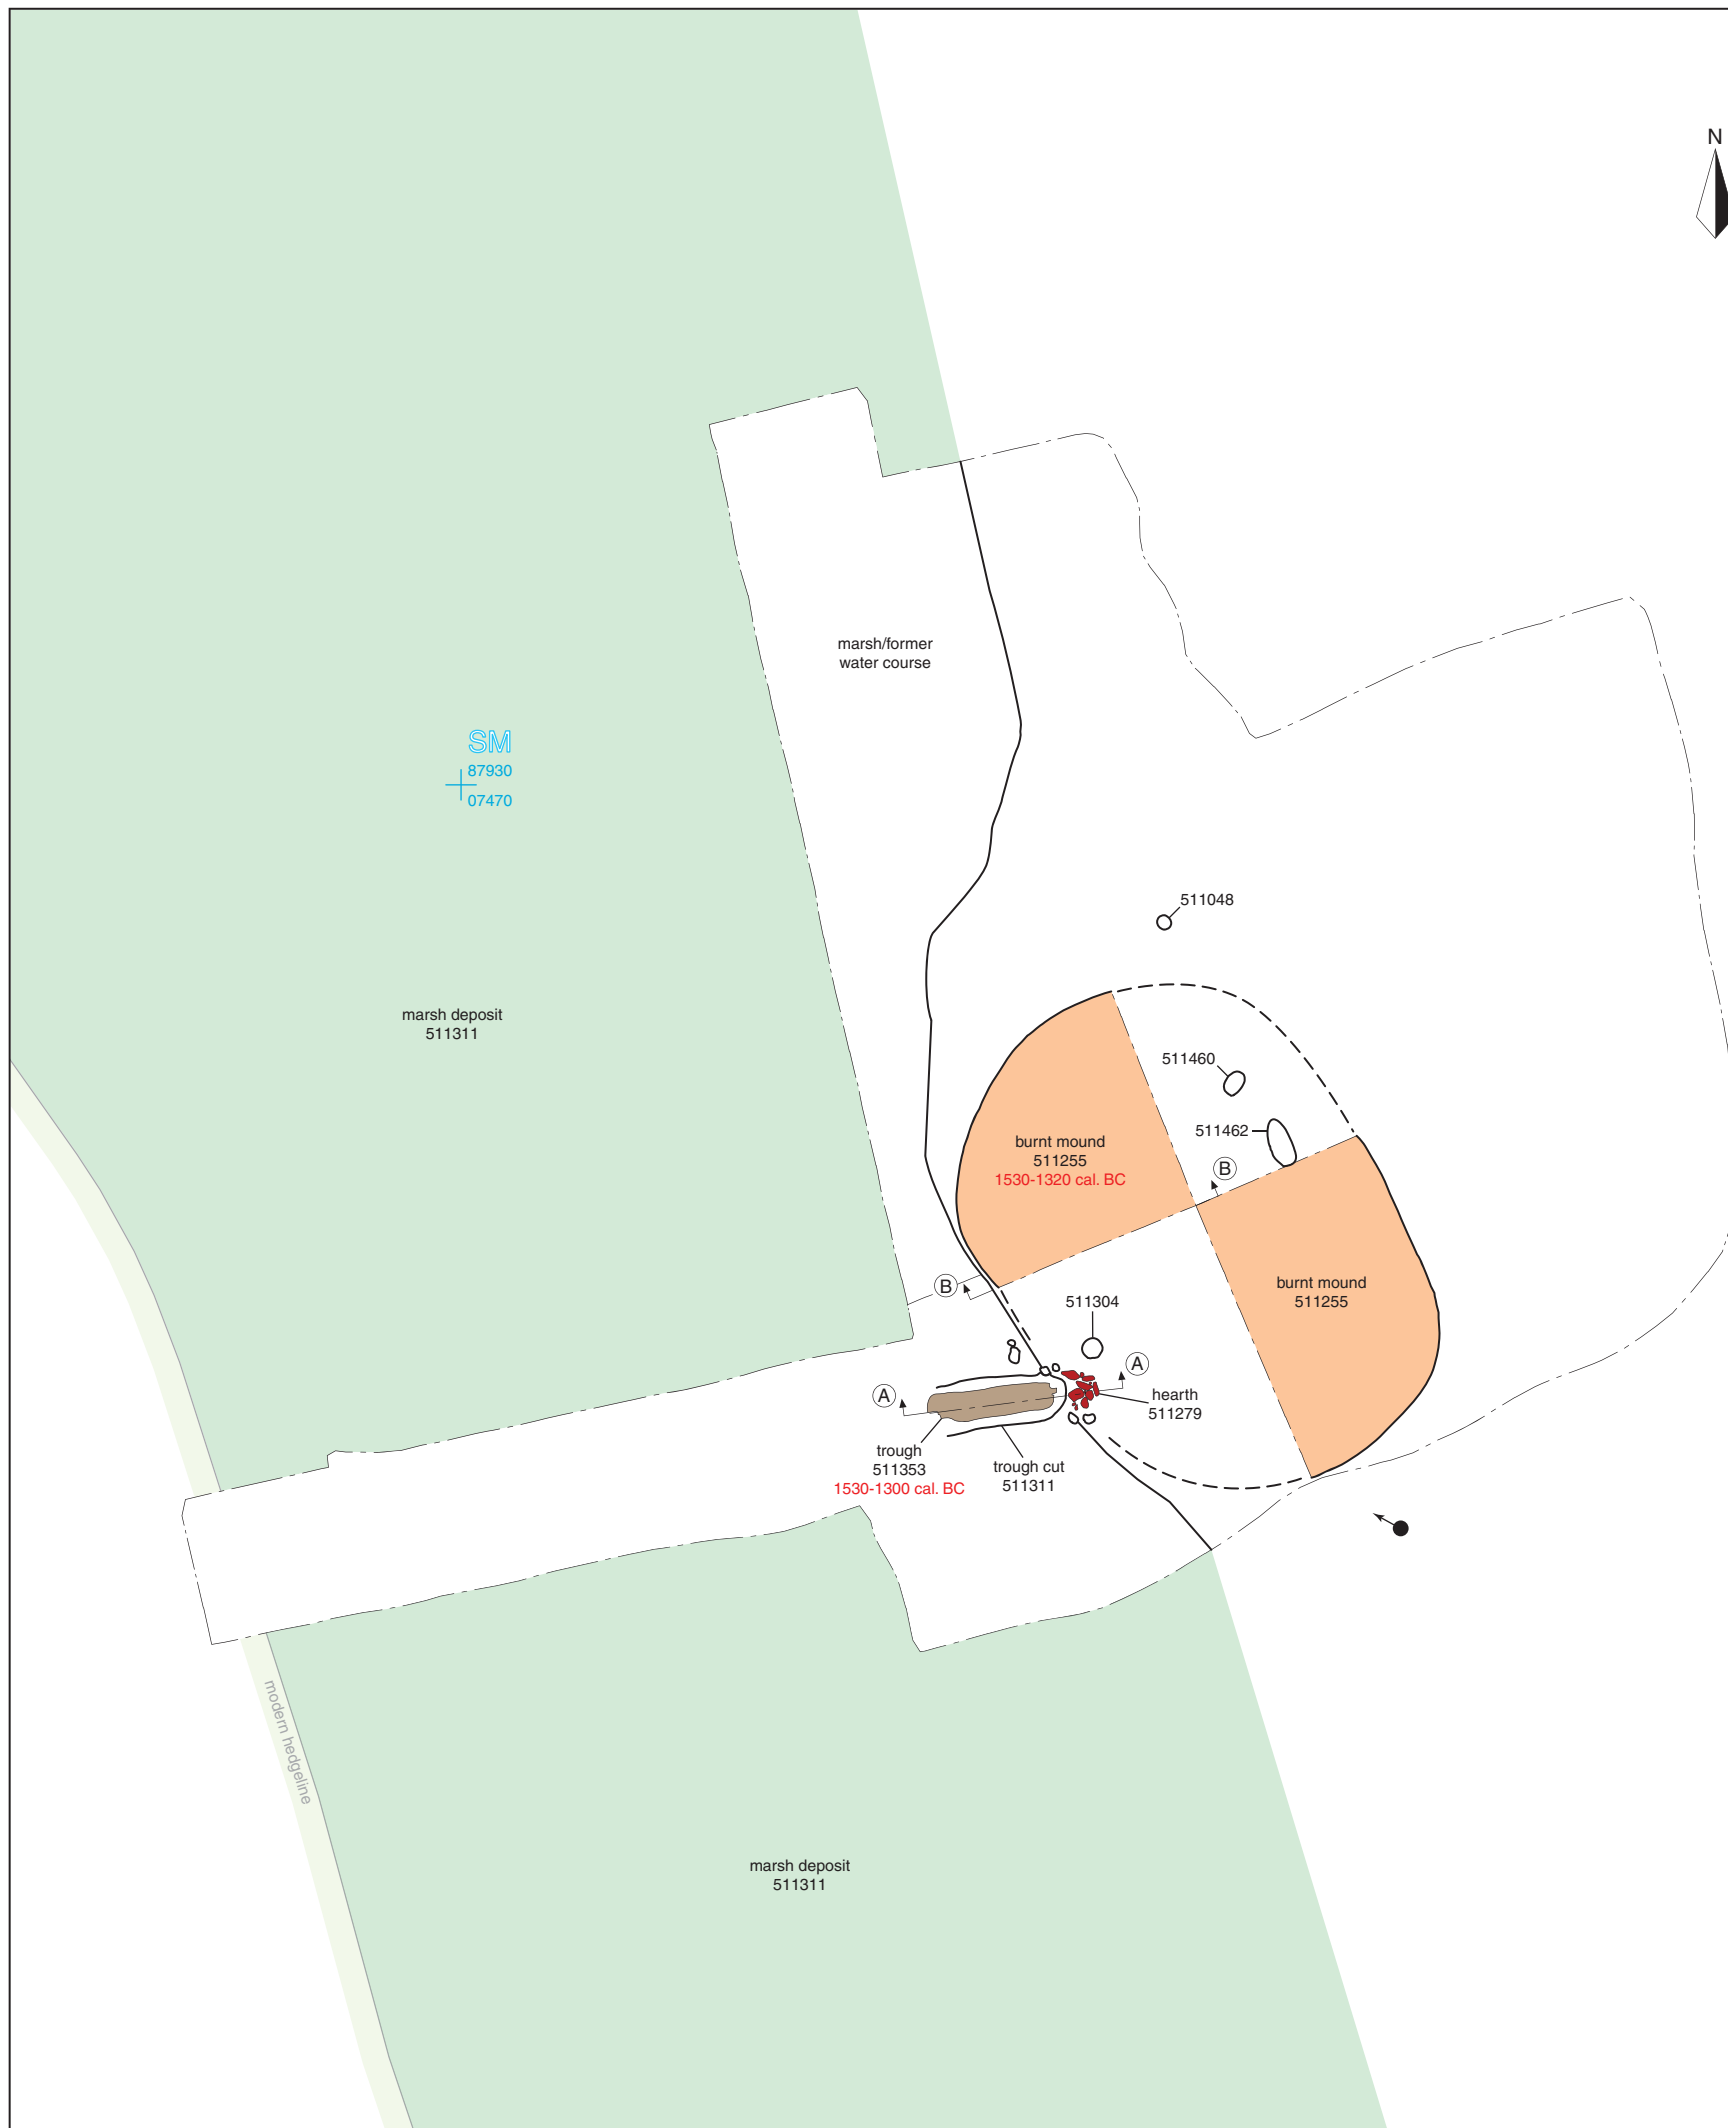 N
marsh/former
water course
SM
87930
07470
511048
marsh deposit
511311
511460
511462
burnt mound
511255
1530-1320 cal. BC
B
B
burnt mound
511255
511304
A
A
hearth
511279
trough
511353
1530-1300 cal. BC
trough cut
511311
modern hedgeline
marsh deposit
511311